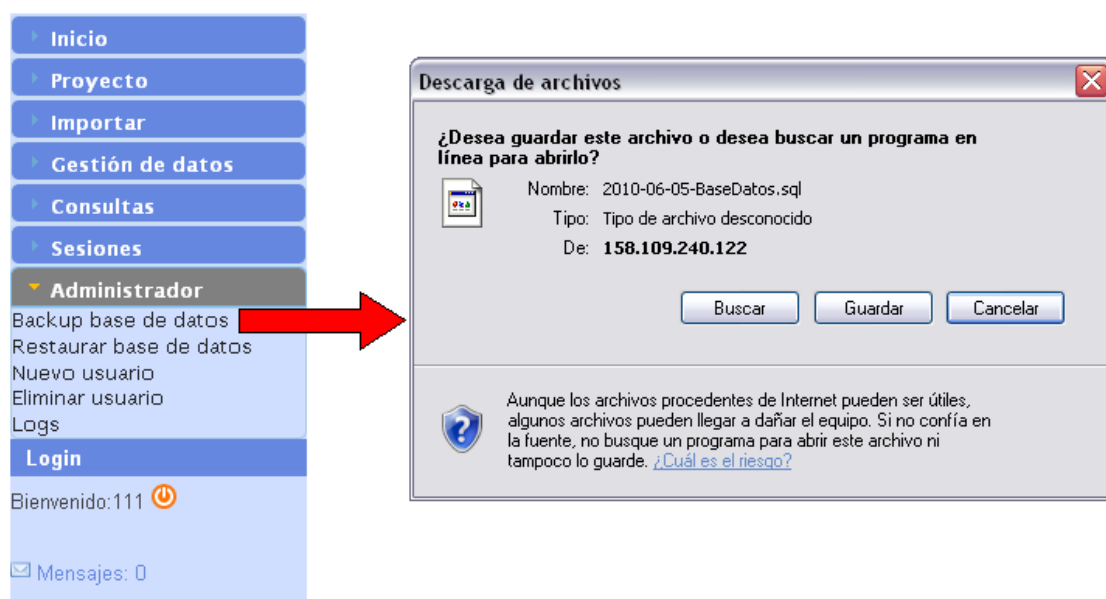 Inicio
Proyecto
Importar
Gestión de datos
Consultas
Sesiones
Administrador
Backup base de datos
Restaurar base de datos
Nuevo usuario
Eliminar usuario
Logs
Login
Bienvenido:111
Mensajes: 0
Descarga de archivos
¿Desea guardar este archivo o desea buscar un programa en
línea para abrirlo?
Nombre: 2010-06-05-BaseDatos.sql
Tipo: Tipo de archivo desconocido
De: 158.109.240.122
Buscar Guardar Cancelar
Aunque los archivos procedentes de Internet pueden ser útiles,
algunos archivos pueden llegar a dañar el equipo. Si no confía en
la fuente, no busque un programa para abrir este archivo ni
tampoco lo guarde. ¿Cuál es el riesgo?